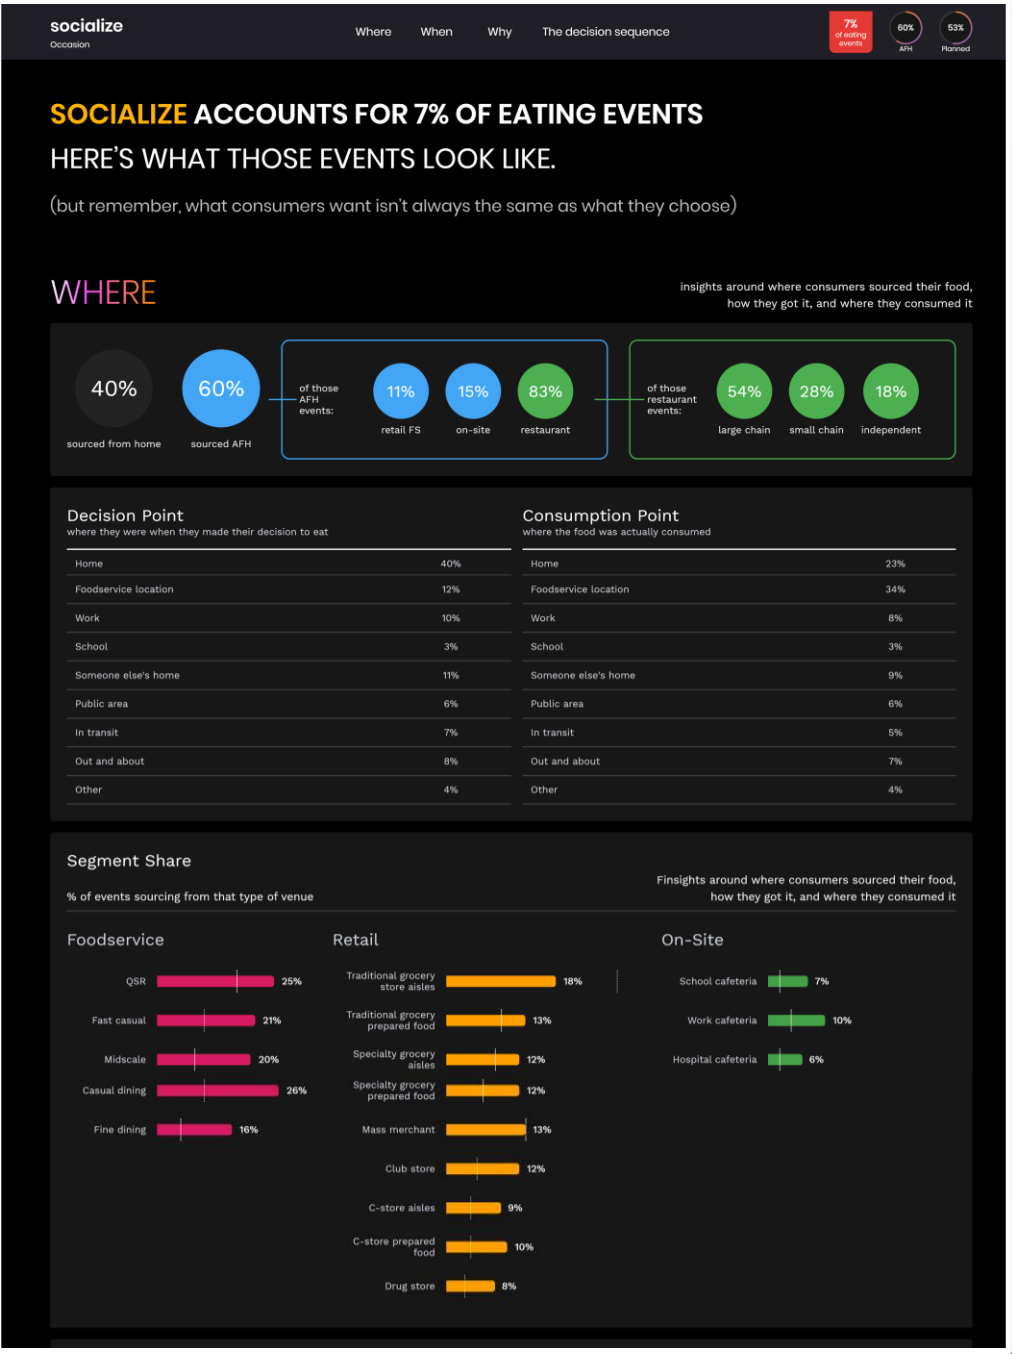 socialize
Occasion
Where
When
Why
The decision sequence
7%
of eating
events
60%
AFH
53%
Planned
SOCIALIZE ACCOUNTS FOR 7% OF EATING EVENTS
HERE'S WHAT THOSE EVENTS LOOK LIKE.
(but remember, what consumers want isn't always the same as what they choose)
WHERE
insights around where consumers sourced their food,
how they got it, and where they consumed it
40%
sourced from home
60%
sourced AFH
of those
AFH
events:
11%
retail FS
15%
on-site
83%
restaurant
of those
restaurant
events:
54%
large chain
28%
small chain
18%
independent
Decision Point
where they were when they made their decision to eat
Home 40%
Foodservice location 12%
Work 10%
School 3%
Someone else's home 11%
Public area 6%
In transit 7%
Out and about 8%
Other 4%
Consumption Point
where the food was actually consumed
Home 23%
Foodservice location 34%
Work 8%
School 3%
Someone else's home 9%
Public area 6%
In transit 5%
Out and about 7%
Other 4%
Segment Share
% of events sourcing from that type of venue
Finsights around where consumers sourced their food,
how they got it, and where they consumed it
Foodservice
QSR 25%
Fast casual 21%
Midscale 20%
Casual dining 26%
Fine dining 16%
Retail
Traditional grocery
store aisles 18%
Traditional grocery
prepared food 13%
Specialty grocery
aisles 12%
Specialty grocery
prepared food 12%
Mass merchant 13%
Club store 12%
C-store aisles 9%
C-store prepared
food 10%
Drug store 8%
On-Site
School cafeteria 7%
Work cafeteria 10%
Hospital cafeteria 6%